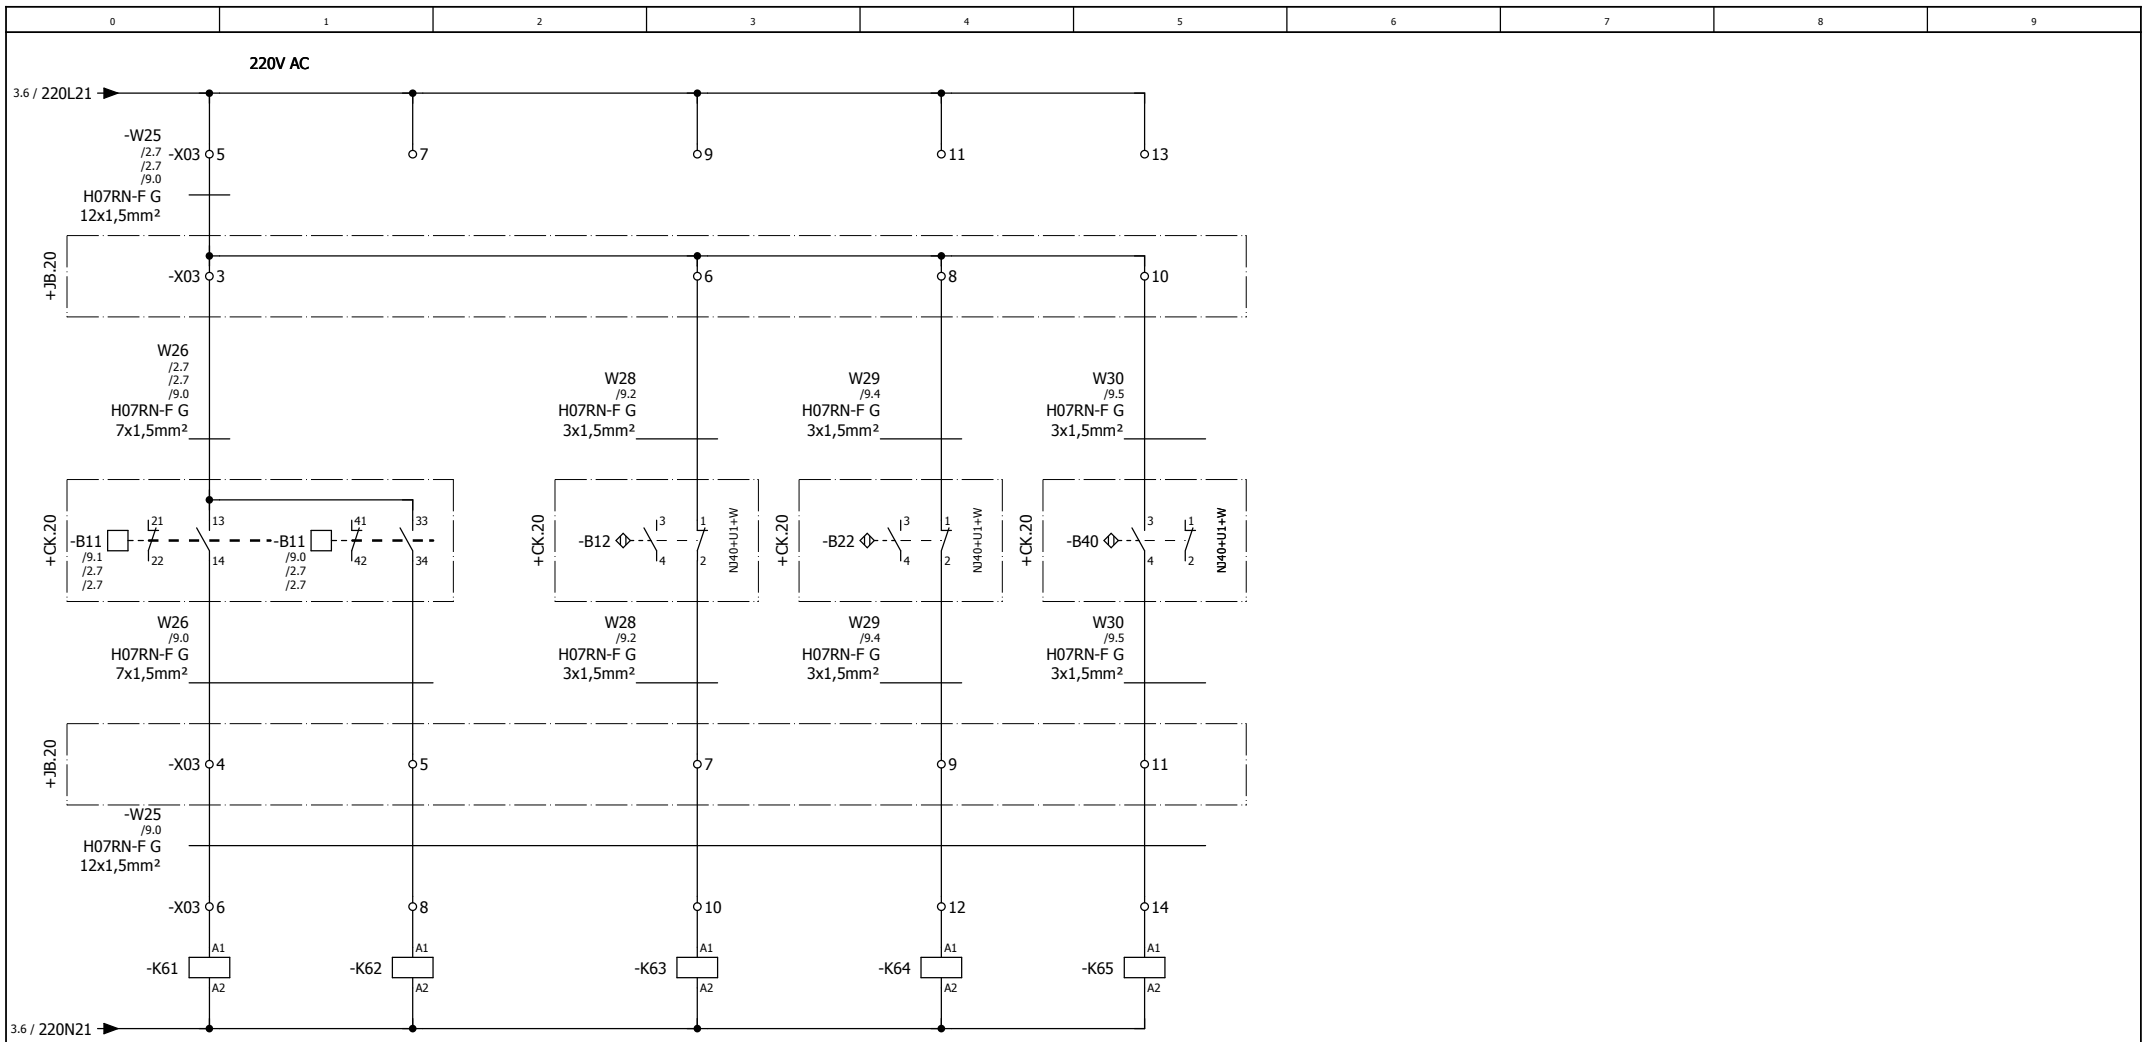 0 1 2 3 4 5 6 7 8 9
220V AC
3.6 / 220L21
-W25
/2.7
/2.7
/9.0
H07RN-F G
12x1,5mm²
-X03 5 7 9 11 13
+JB.20
-X03 3 6 8 10
W26
/2.7
/2.7
/9.0
H07RN-F G
7x1,5mm²
W28
/9.2
H07RN-F G
3x1,5mm²
W29
/9.4
H07RN-F G
3x1,5mm²
W30
/9.5
H07RN-F G
3x1,5mm²
+CK.20
-B11
/9.1
/2.7
/2.7
21 13
22 14
-B11
/9.0
/2.7
/2.7
41 33
42 34
+CK.20
-B12
3 1
4 2
NJ40+U1+W
+CK.20
-B22
3 1
4 2
NJ40+U1+W
+CK.20
-B40
3 1
4 2
NJ40+U1+W
W26
/9.0
H07RN-F G
7x1,5mm²
W28
/9.2
H07RN-F G
3x1,5mm²
W29
/9.4
H07RN-F G
3x1,5mm²
W30
/9.5
H07RN-F G
3x1,5mm²
+JB.20
-X03 4 5 7 9 11
-W25
/9.0
H07RN-F G
12x1,5mm²
-X03 6 8 10 12 14
A1 A1 A1 A1 A1
-K61 -K62 -K63 -K64 -K65
A2 A2 A2 A2 A2
3.6 / 220N21